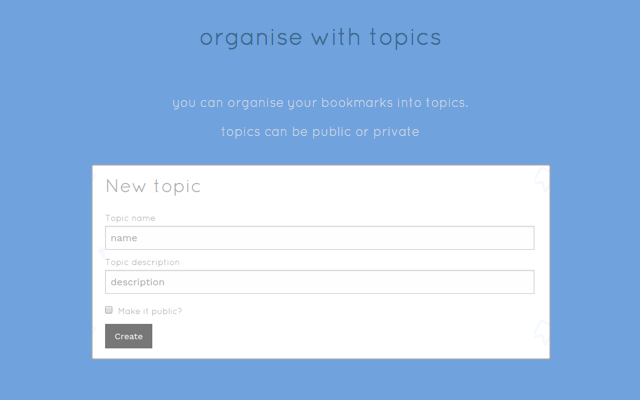 organise with topics
you can organise your bookmarks into topics.
topics can be public or private
New topic
Topic name
name
Topic description
description
Make it public?
Create